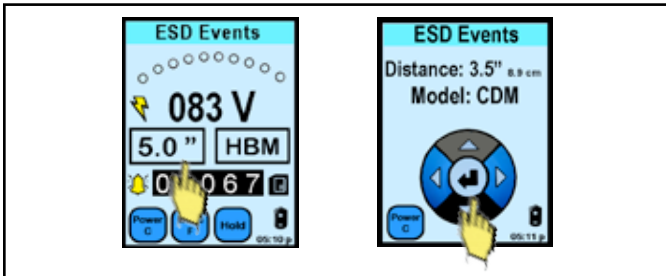 ESD Events
083 V
5.0 ”
HBM
067
Power
C
F
Hold
05:10 p
ESD Events
Distance: 3.5” 8.9 cm
Model: CDM
Power
C
05:11 p